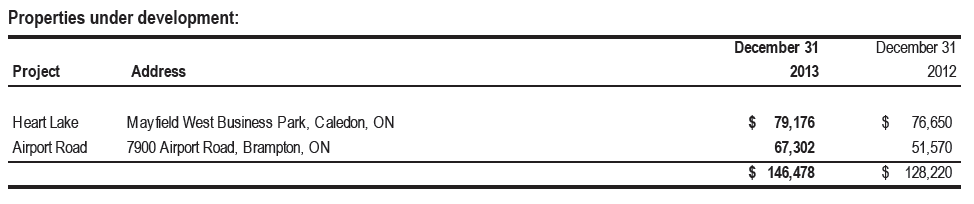 Properties under development:
December 31 December 31
Project Address 2013 2012
Heart Lake Mayfield West Business Park, Caledon, ON $ 79,176 $ 76,650
Airport Road 7900 Airport Road, Brampton, ON 67,302 51,570
$ 146,478 $ 128,220